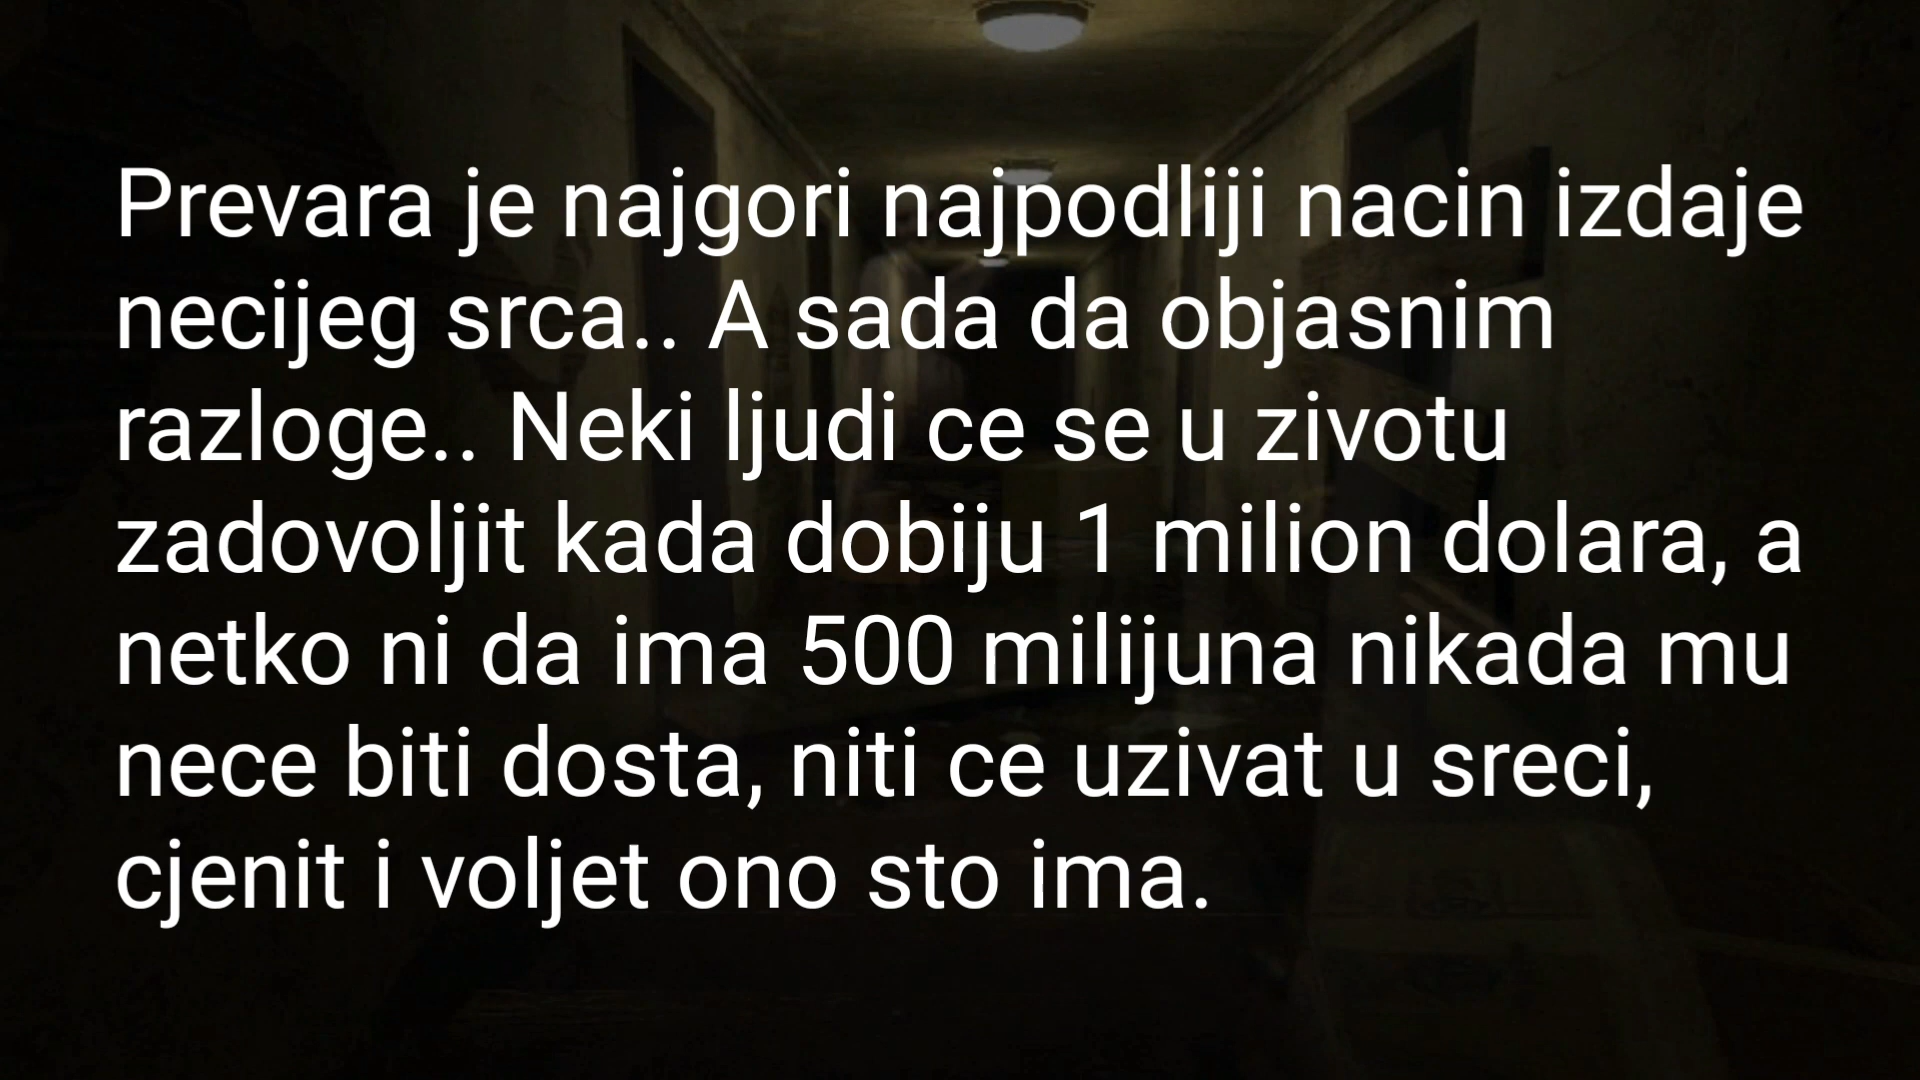 Prevara je najgori najpodliji nacin izdaje
necijeg srca.. A sada da objasnim
razloge.. Neki ljudi ce se u zivotu
zadovoljit kada dobiju 1 milion dolara, a
netko ni da ima 500 milijuna nikada mu
nece biti dosta, niti ce uzivat u sreci,
cjenit i voljet ono sto ima.